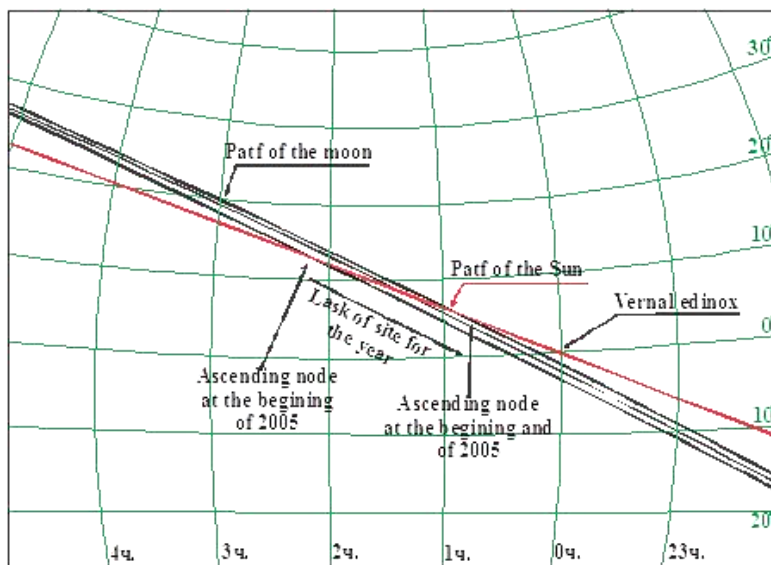 30
20
Patf of the moon
10
Patf of the Sun
Vernal edinox
0
Lask of site for
the year
Ascending node
at the begining
of 2005
Ascending node
at the begining and
of 2005
10
20
4ч. 3ч. 2ч. 1ч. 0ч. 23ч.